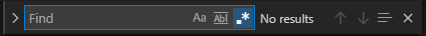 Find Aa Abl .* No results